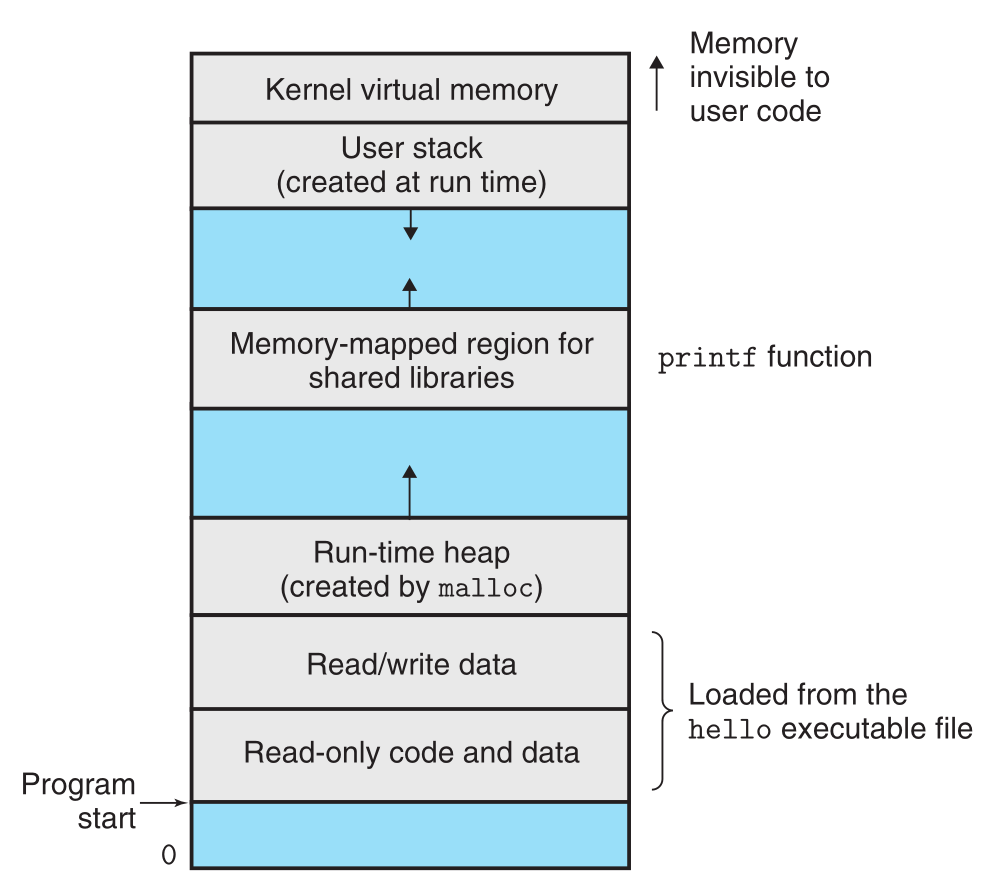 Memory
invisible to
user code
Kernel virtual memory
User stack
(created at run time)
Memory-mapped region for
shared libraries
printf function
Run-time heap
(created by malloc)
Read/write data
Loaded from the
hello executable file
Read-only code and data
Program
start
0